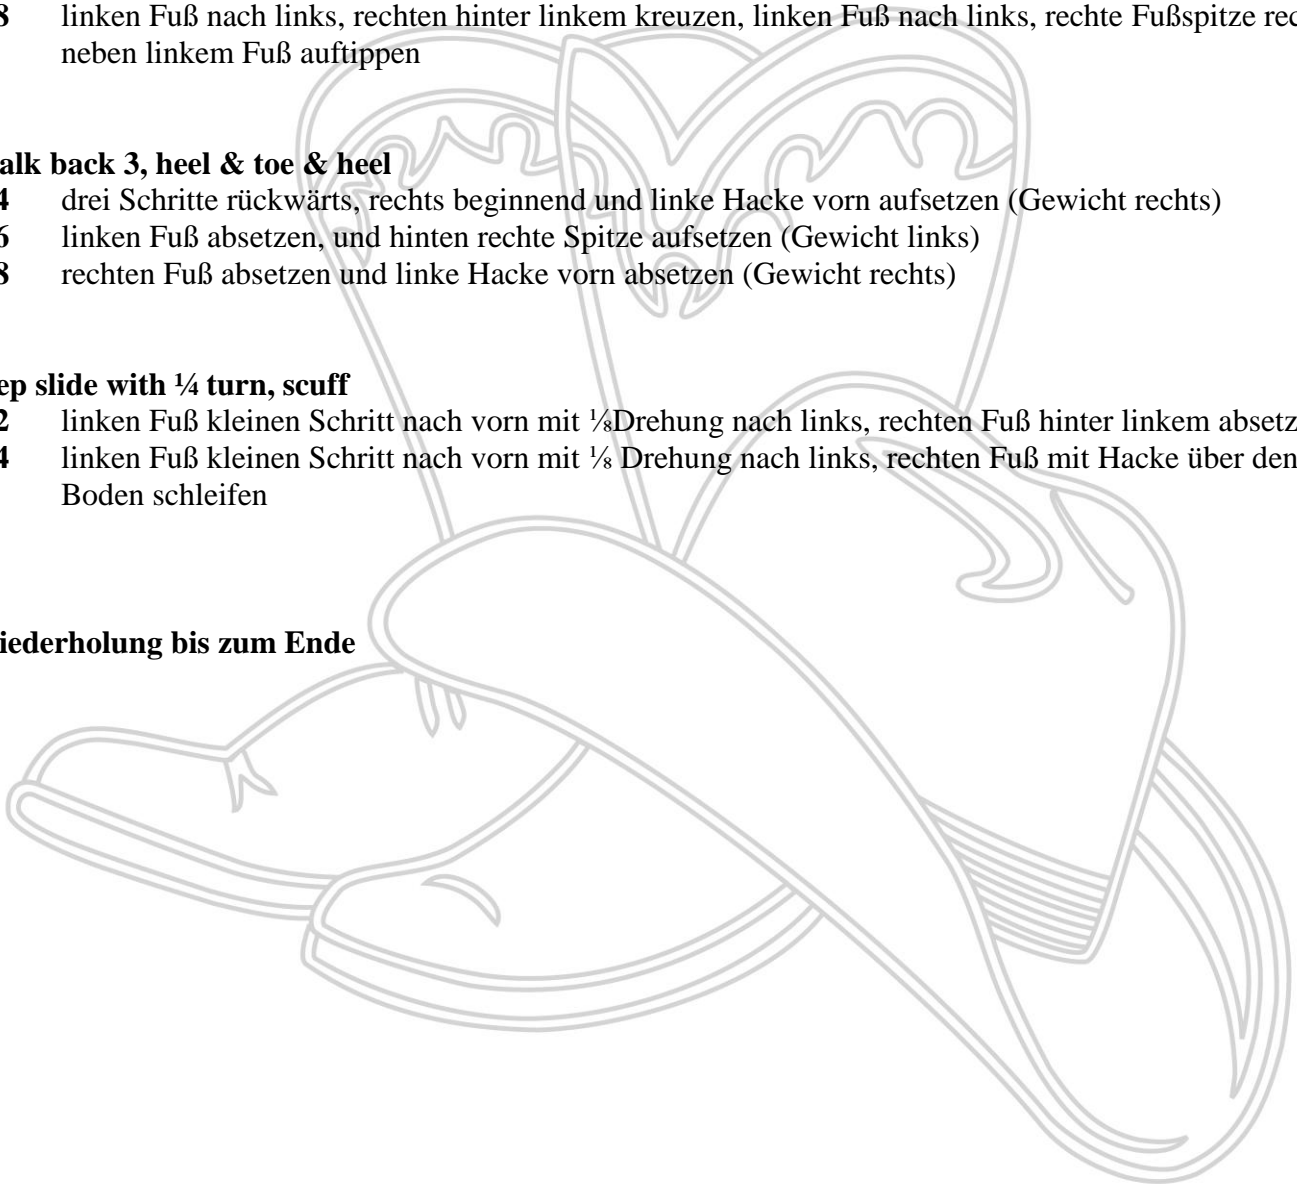 8 linken Fuß nach links, rechten hinter linkem kreuzen, linken Fuß nach links, rechte Fußspitze rec
neben linkem Fuß auftippen
alk back 3, heel & toe & heel
4 drei Schritte rückwärts, rechts beginnend und linke Hacke vorn aufsetzen (Gewicht rechts)
6 linken Fuß absetzen, und hinten rechte Spitze aufsetzen (Gewicht links)
8 rechten Fuß absetzen und linke Hacke vorn absetzen (Gewicht rechts)
ep slide with ¼ turn, scuff
2 linken Fuß kleinen Schritt nach vorn mit ⅛Drehung nach links, rechten Fuß hinter linkem absetz
4 linken Fuß kleinen Schritt nach vorn mit ⅛ Drehung nach links, rechten Fuß mit Hacke über den
Boden schleifen
iederholung bis zum Ende